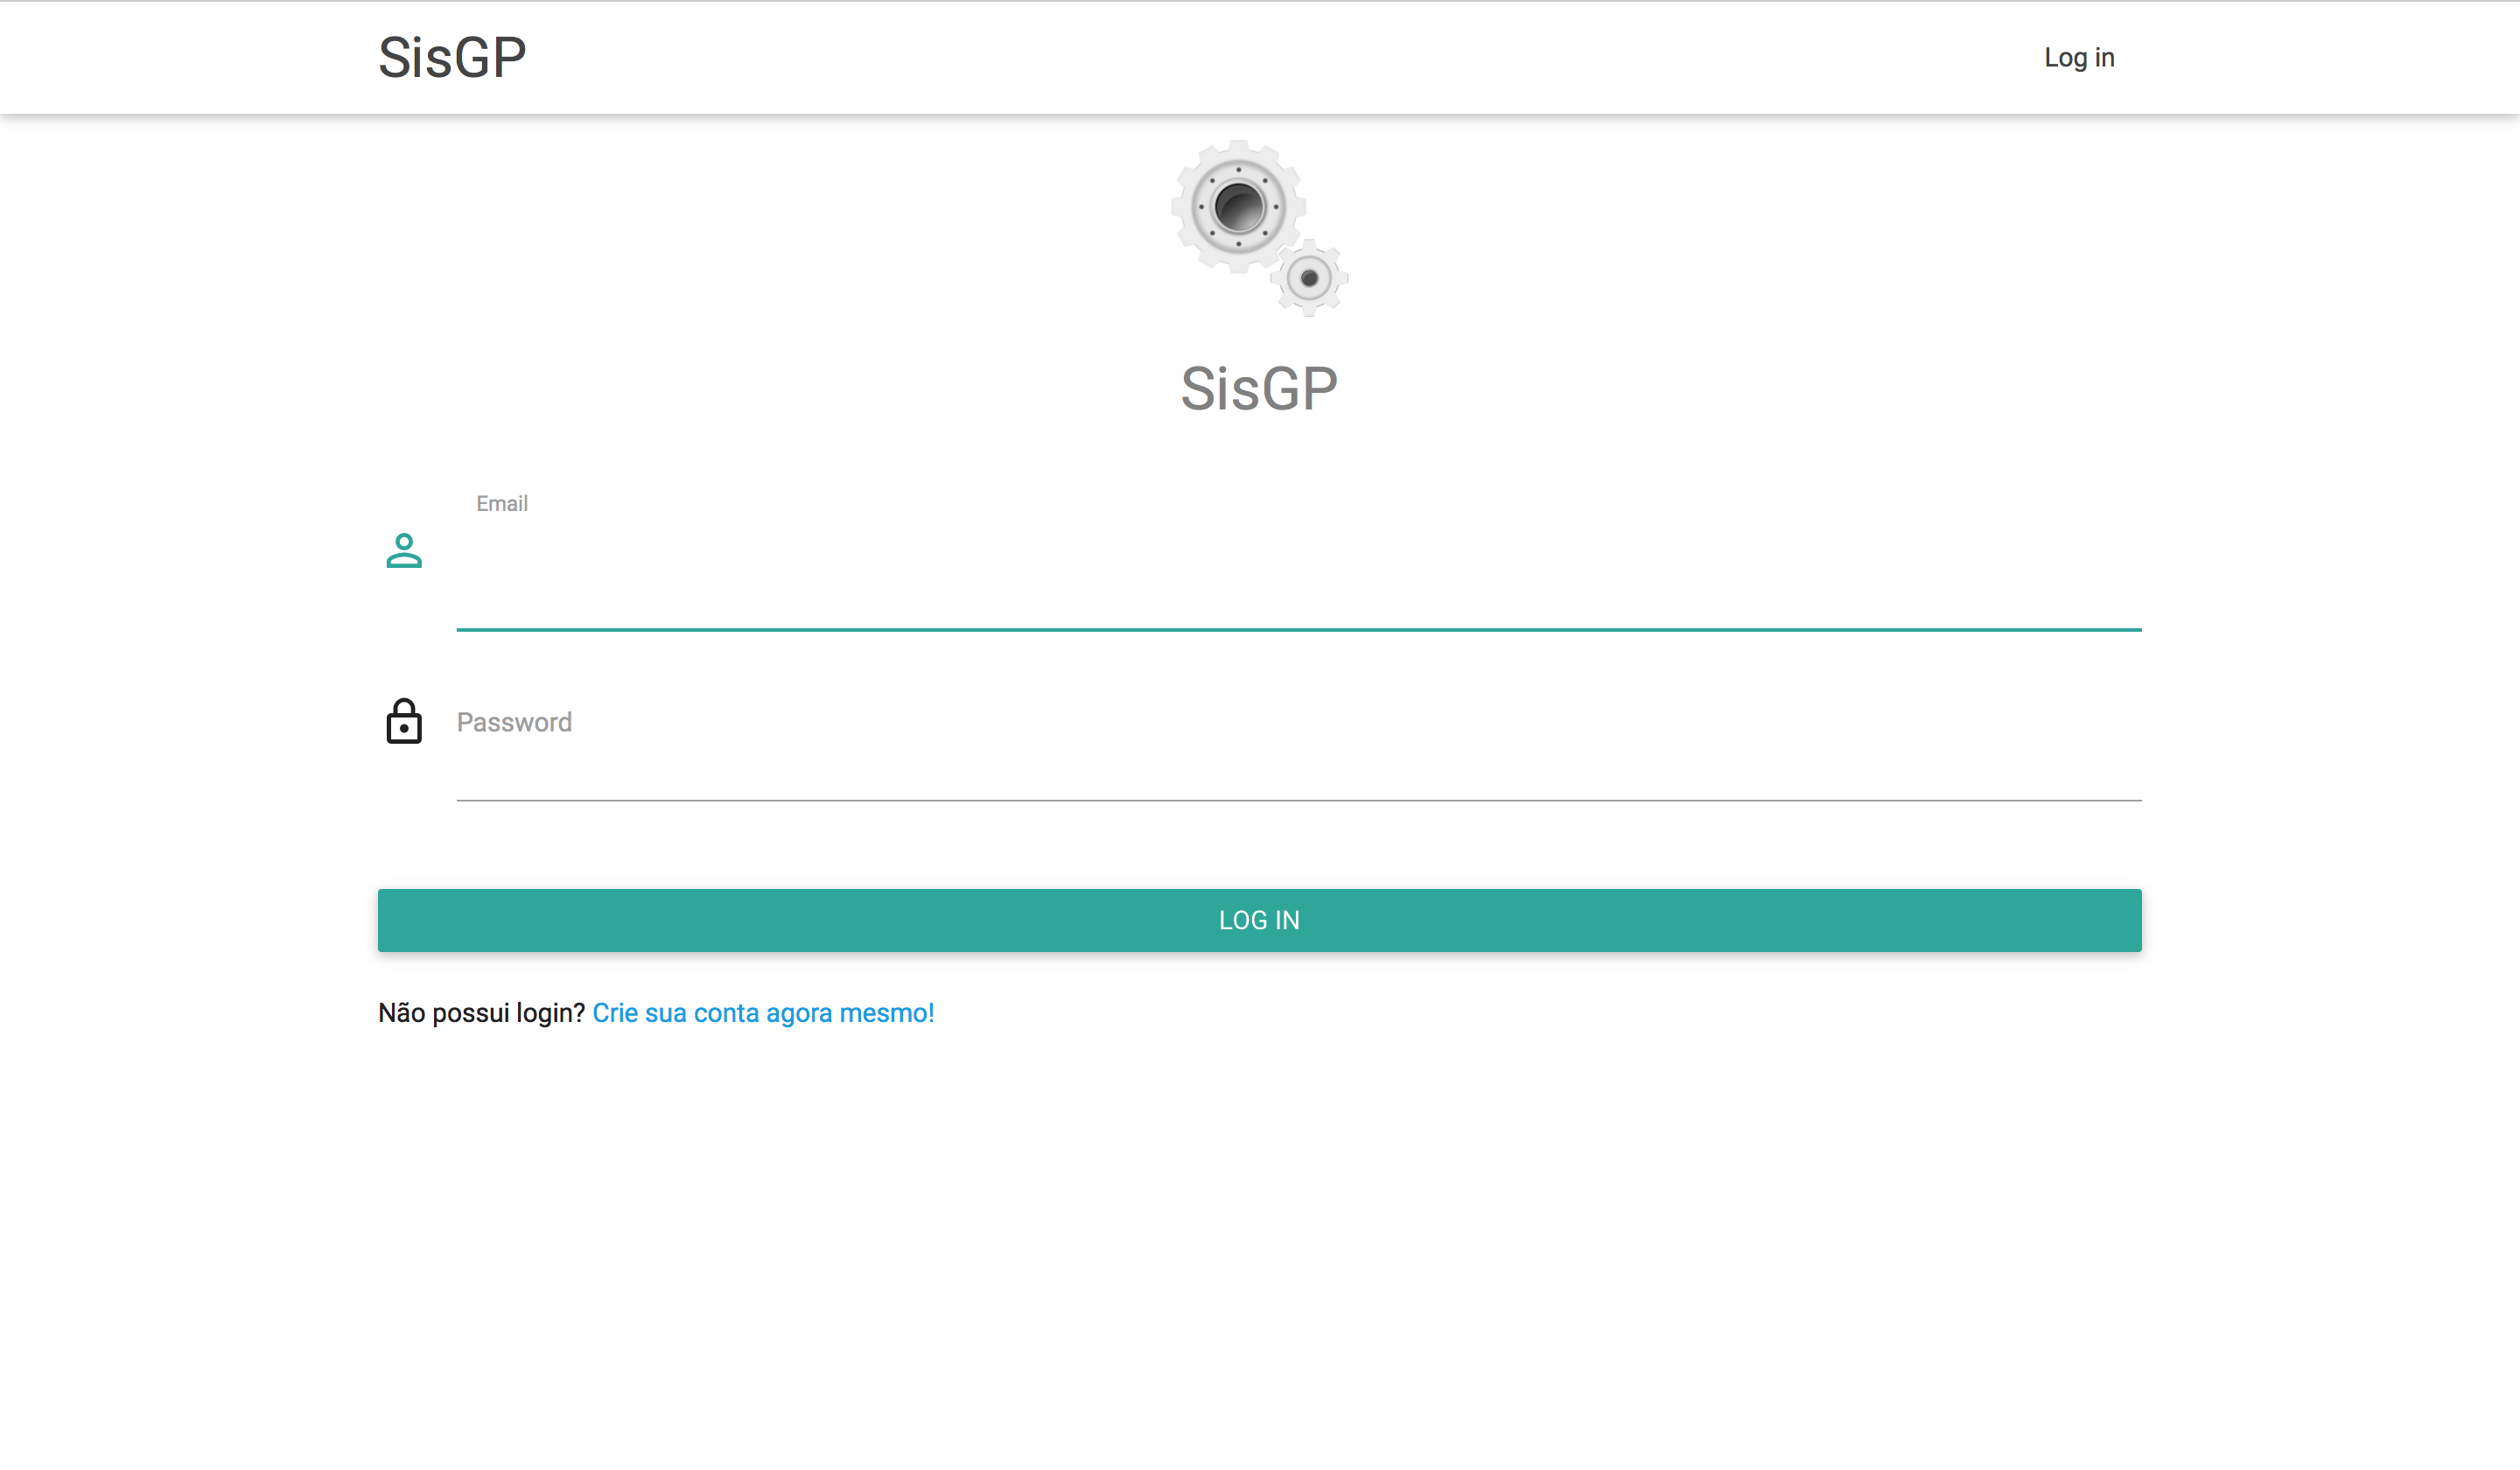 SisGP
Log in
SisGP
Email
Password
LOG IN
Não possui login? Crie sua conta agora mesmo!